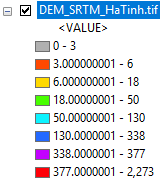 DEM_SRTM_HaTinh.tif
<VALUE>
0 - 3
3.000000001 - 6
6.000000001 - 18
18.00000001 - 50
50.00000001 - 130
130.0000001 - 338
338.0000001 - 377
377.0000001 - 2,273